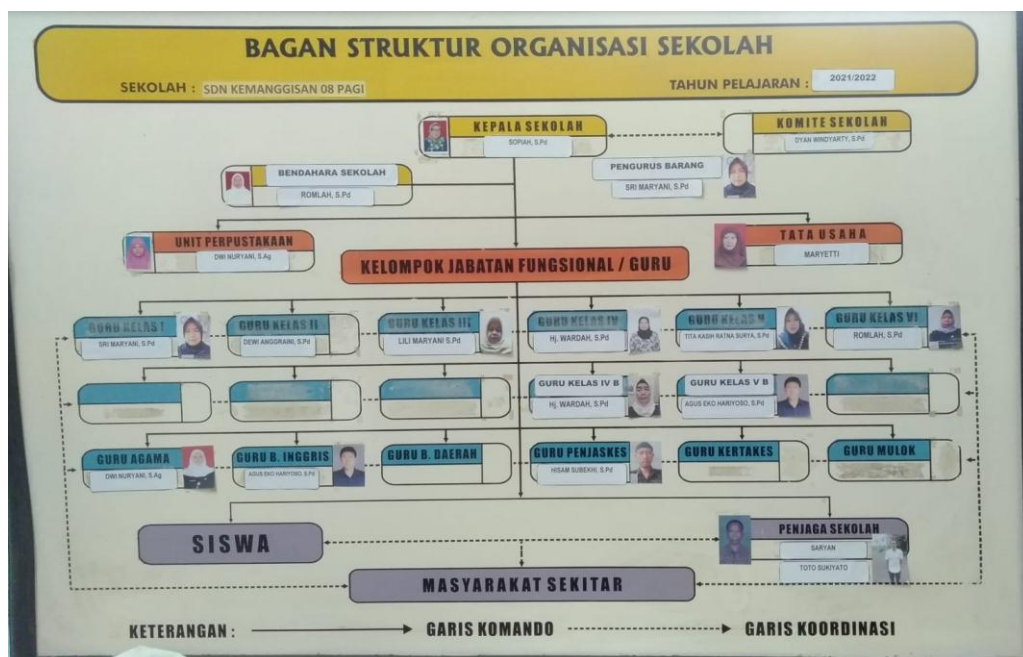 BAGAN STRUKTUR ORGANISASI SEKOLAH
SEKOLAH : SDN KEMANGGISAN 08 PAGI
TAHUN PELAJARAN : 2021/2022
KEPALA SEKOLAH
SOPIAH, S.Pd
KOMITE SEKOLAH
DYAN WINDYARTY, S.Pd
BENDAHARA SEKOLAH
ROMLAH, S.Pd
PENGURUS BARANG
SRI MARYANI, S.Pd
UNIT PERPUSTAKAAN
DWI NURYANI, S.Ag
TATA USAHA
MARYETTI
KELOMPOK JABATAN FUNGSIONAL / GURU
GURU KELAS I
SRI MARYANI, S.Pd
GURU KELAS II
DEWI ANGGRAINI, S.Pd
GURU KELAS III
LILI MARYANI S.Pd
GURU KELAS IV
Hj. WARDAH, S.Pd
GURU KELAS V
TITA KASIH RATNA SURYA, S.Pd
GURU KELAS VI
ROMLAH, S.Pd
GURU KELAS IV B
Hj. WARDAH, S.Pd
GURU KELAS V B
AGUS EKO HARIYOSO, S.Pd
GURU AGAMA
DWI NURYANI, S.Ag
GURU B. INGGRIS
AGUS EKO HARIYOSO, S.Pd
GURU B. DAERAH
GURU PENJASKES
HISAM SUBEKHI, S.Pd
GURU KERTAKES
GURU MULOK
SISWA
PENJAGA SEKOLAH
SARYAN
TOTO SUKIYATO
MASYARAKAT SEKITAR
KETERANGAN : GARIS KOMANDO GARIS KOORDINASI